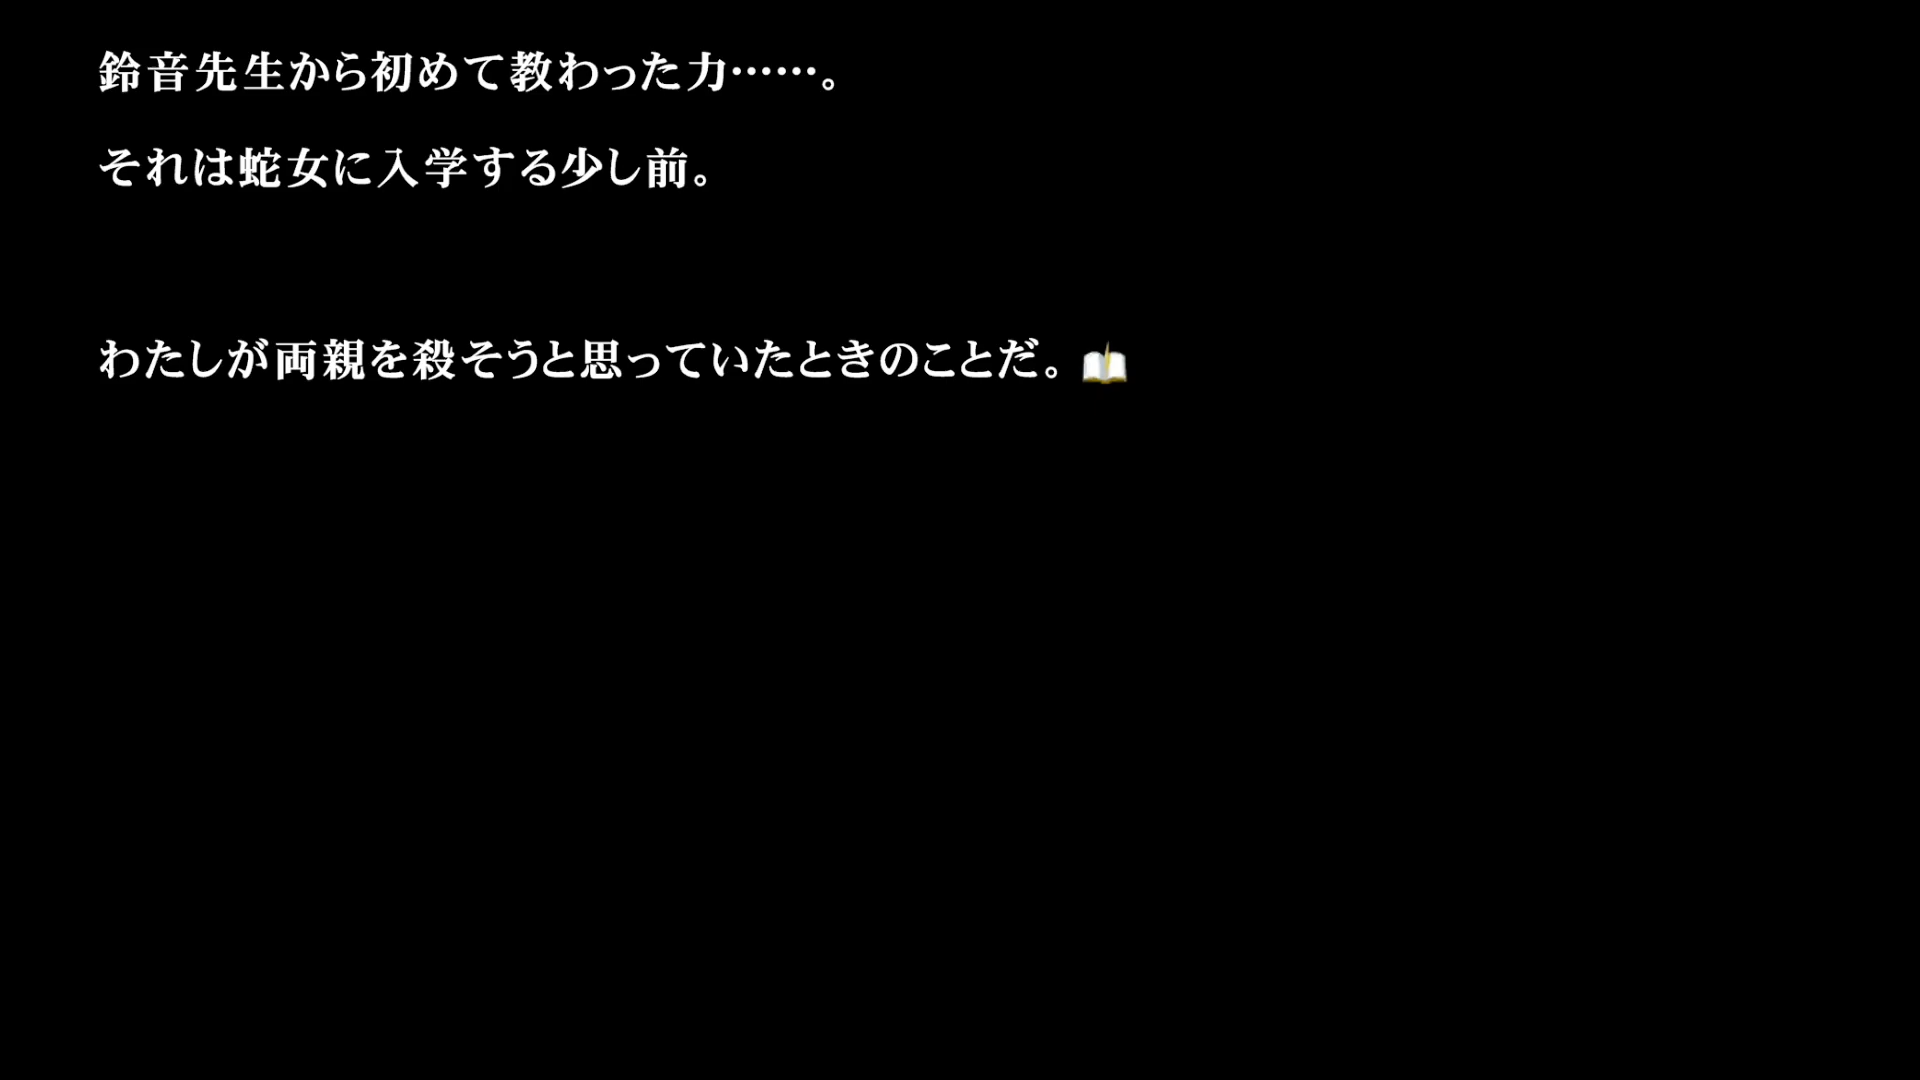 鈴音先生から初めて教わった力……。
それは蛇女に入学する少し前。
わたしが両親を殺そうと思っていたときのことだ。